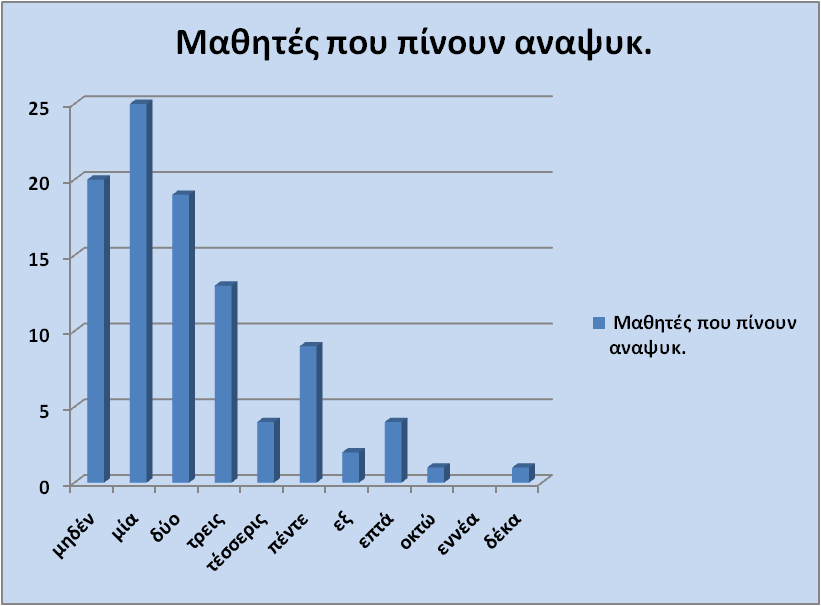 Μαθητές που πίνουν αναψυκ.
25
20
15
10
5
0
μηδέν
μία
δύο
τρεις
τέσσερις
πέντε
εξ
επτά
οκτώ
εννέα
δέκα
Μαθητές που πίνουν
αναψυκ.